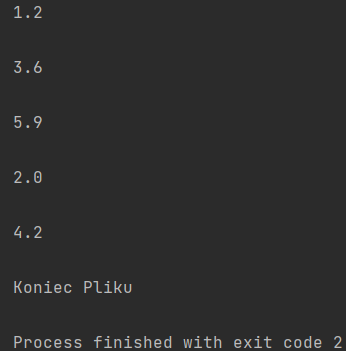 1.2
3.6
5.9
2.0
4.2
Koniec Pliku
Process finished with exit code 2